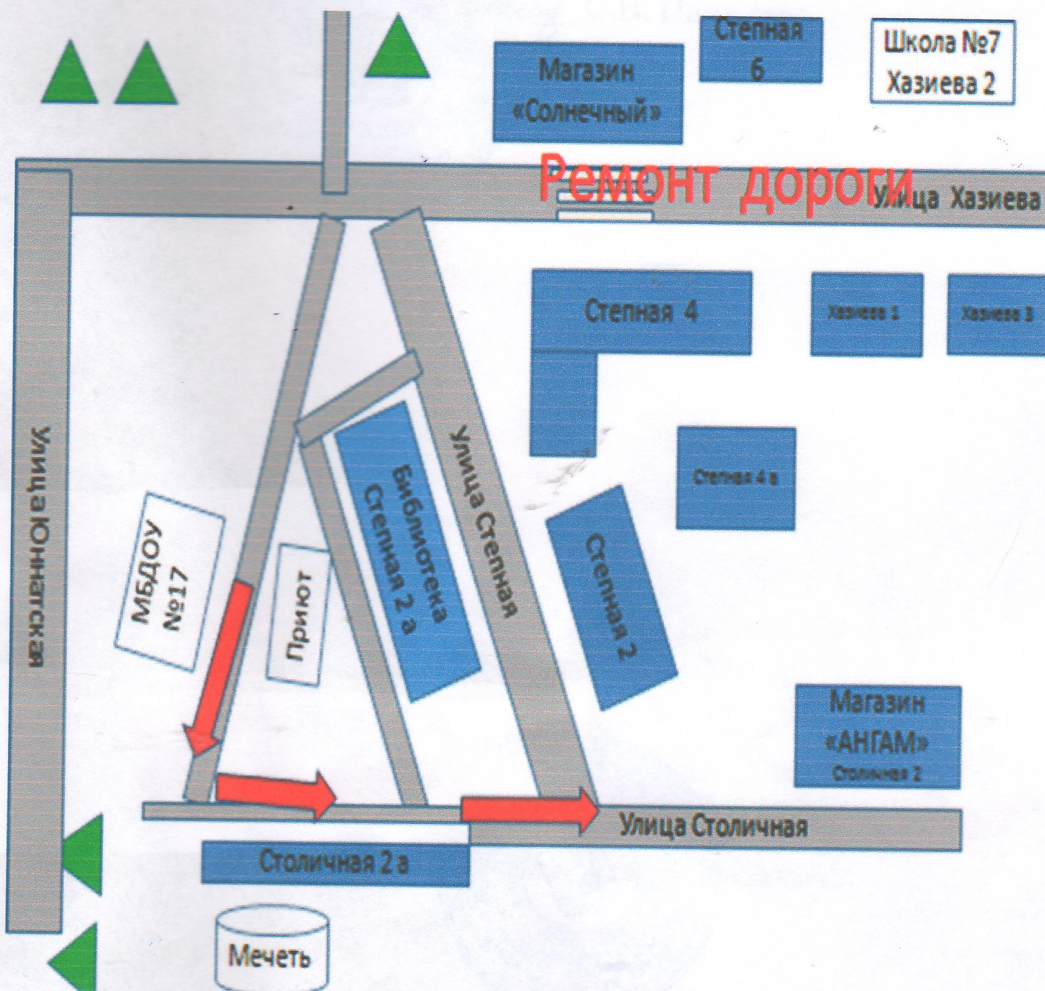 Степная
6
Школа №7
Хазиева 2
Магазин
«Солнечный»
Ремонт дороги
Улица Хазиева
Степная 4
Хазиева 1
Хазиева 3
Улица Юннатская
Улица Степная
Библиотека
Степная 2 а
Степная 4 а
МБДОУ
№17
Приют
Степная 2
Магазин
«АНГАМ»
Столичная 2
Улица Столичная
Столичная 2 а
Мечеть